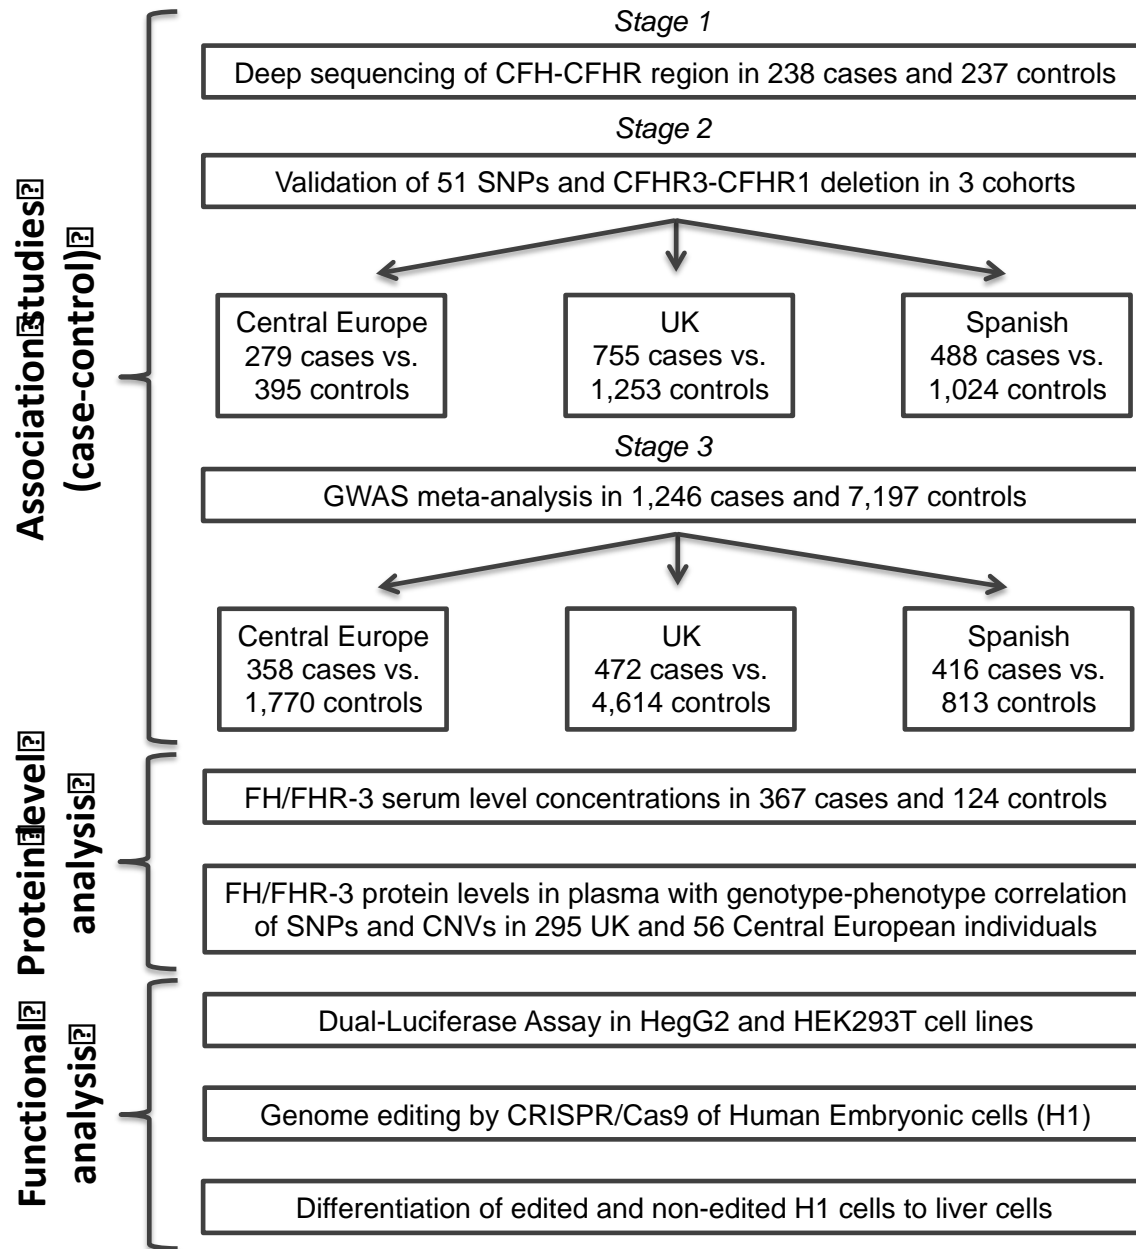 Stage 1
Deep sequencing of CFH-CFHR region in 238 cases and 237 controls
Stage 2
Validation of 51 SNPs and CFHR3-CFHR1 deletion in 3 cohorts
Central Europe
279 cases vs.
395 controls
UK
755 cases vs.
1,253 controls
Spanish
488 cases vs.
1,024 controls
Stage 3
GWAS meta-analysis in 1,246 cases and 7,197 controls
Central Europe
358 cases vs.
1,770 controls
UK
472 cases vs.
4,614 controls
Spanish
416 cases vs.
813 controls
Association studies
(case-control)
FH/FHR-3 serum level concentrations in 367 cases and 124 controls
FH/FHR-3 protein levels in plasma with genotype-phenotype correlation
of SNPs and CNVs in 295 UK and 56 Central European individuals
Protein level
analysis
Dual-Luciferase Assay in HegG2 and HEK293T cell lines
Genome editing by CRISPR/Cas9 of Human Embryonic cells (H1)
Differentiation of edited and non-edited H1 cells to liver cells
Functional
analysis